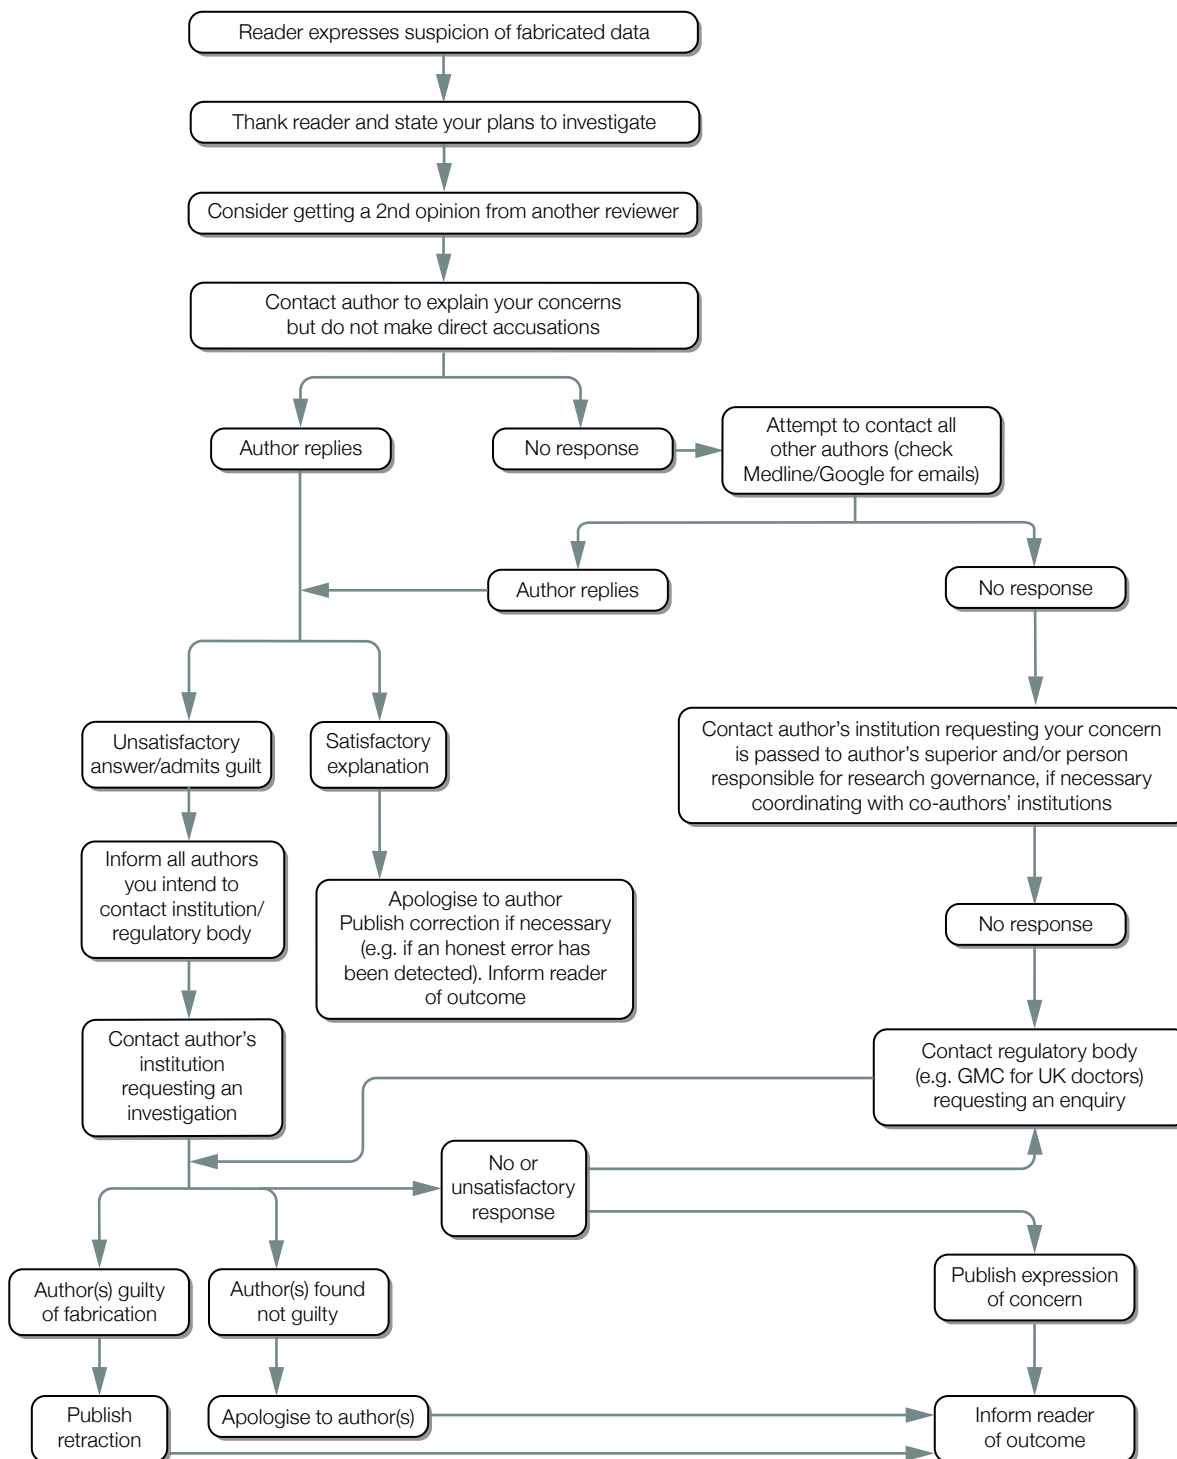 Reader expresses suspicion of fabricated data
Thank reader and state your plans to investigate
Consider getting a 2nd opinion from another reviewer
Contact author to explain your concerns
but do not make direct accusations
Author replies
No response
Attempt to contact all
other authors (check
Medline/Google for emails)
Author replies
No response
Unsatisfactory
answer/admits guilt
Satisfactory
explanation
Contact author's institution requesting your concern
is passed to author's superior and/or person
responsible for research governance, if necessary
coordinating with co-authors' institutions
Inform all authors
you intend to
contact institution/
regulatory body
Apologise to author
Publish correction if necessary
(e.g. if an honest error has
been detected). Inform reader
of outcome
No response
Contact author's
institution
requesting an
investigation
Contact regulatory body
(e.g. GMC for UK doctors)
requesting an enquiry
No or
unsatisfactory
response
Author(s) guilty
of fabrication
Author(s) found
not guilty
Publish expression
of concern
Publish
retraction
Apologise to author(s)
Inform reader
of outcome